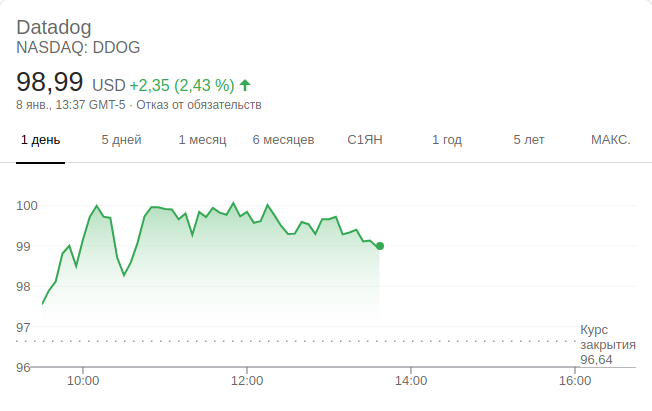 Datadog
NASDAQ: DDOG
98,99 USD +2,35 (2,43 %)
8 янв., 13:37 GMT-5 · Отказ от обязательств
1 день 5 дней 1 месяц 6 месяцев С1ЯН 1 год 5 лет МАКС.
100
99
98
97
Курс
закрытия
96,64
96
10:00 12:00 14:00 16:00